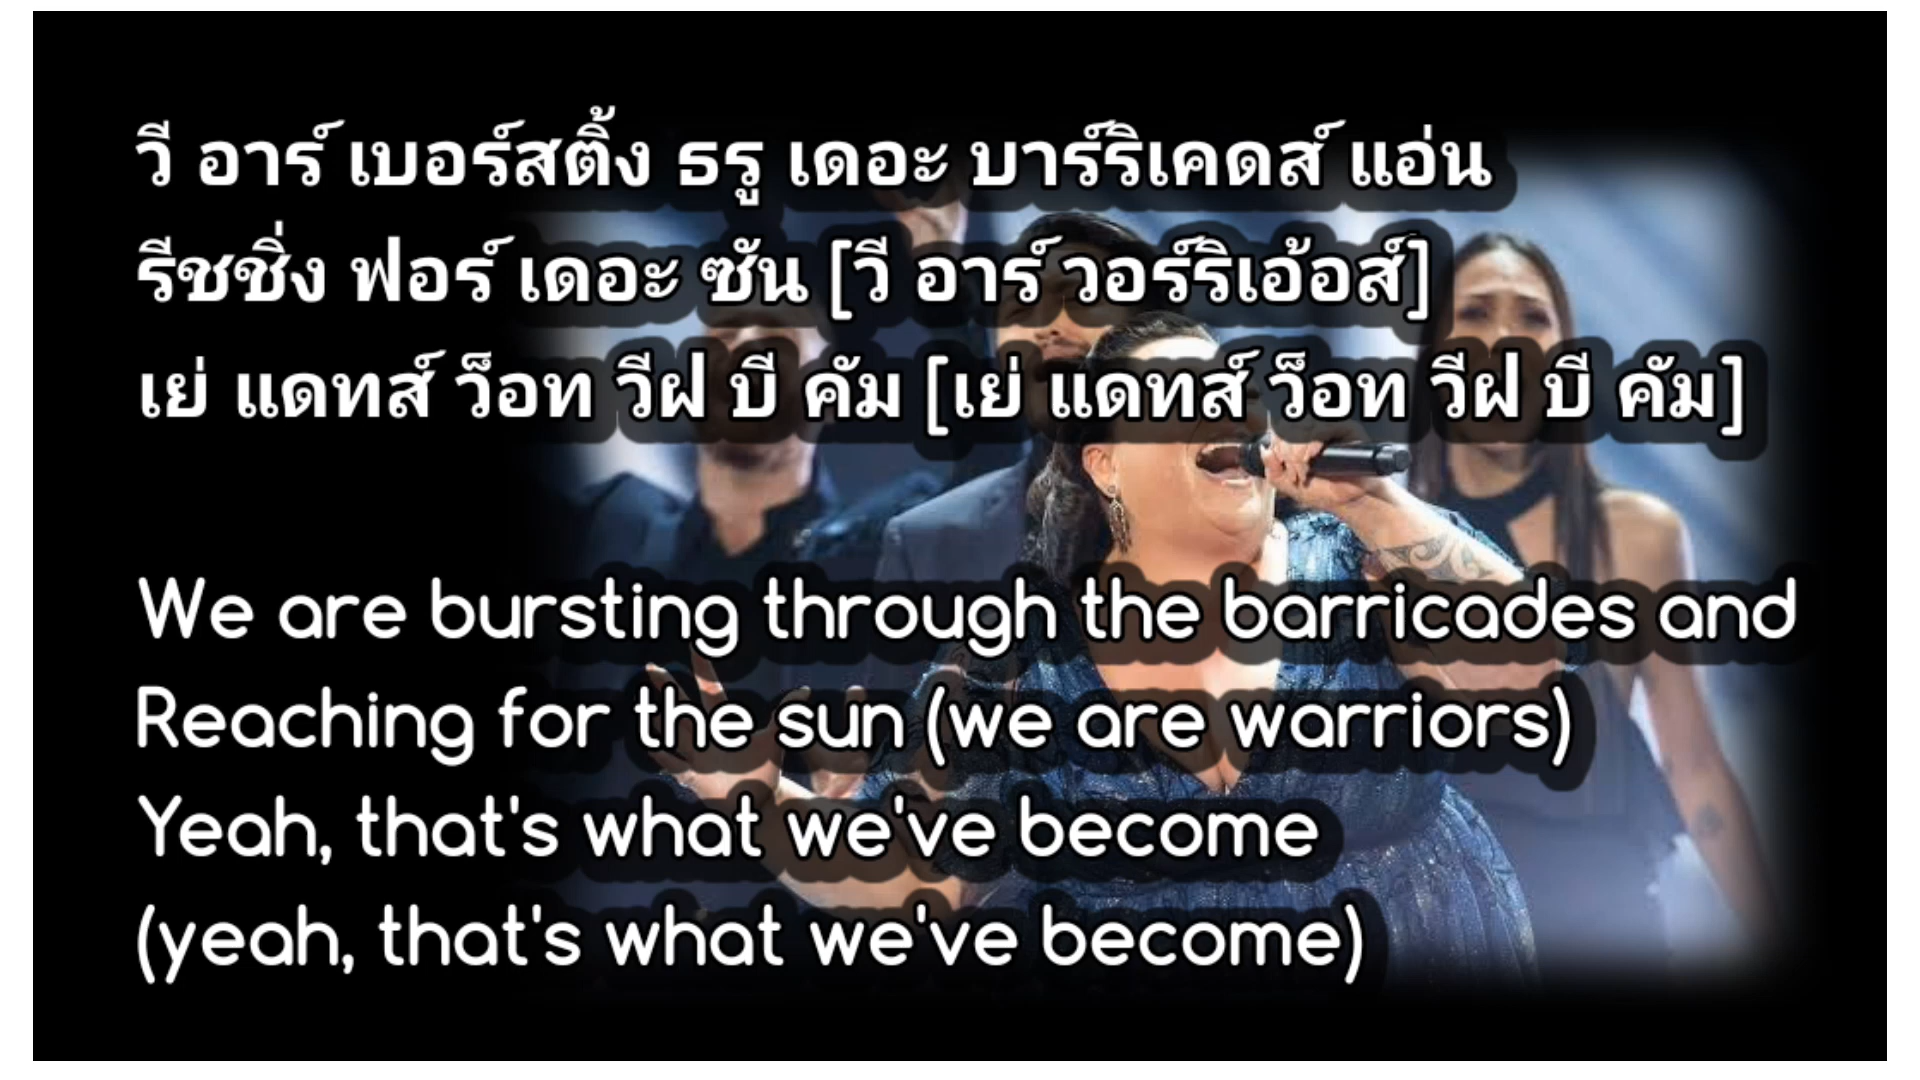 วี อาร์ เบอร์สติ้ง ธรู เดอะ บาร์ริเคดส์ แอ่น
รีชชิ่ง ฟอร์ เดอะ ซัน [วี อาร์ วอร์ริเอ้อส์]
เย่ แดทส์ ว็อท วีฝ บี คัม [เย่ แดทส์ ว็อท วีฝ บี คัม]
We are bursting through the barricades and
Reaching for the sun (we are warriors)
Yeah, that's what we've become
(yeah, that's what we've become)